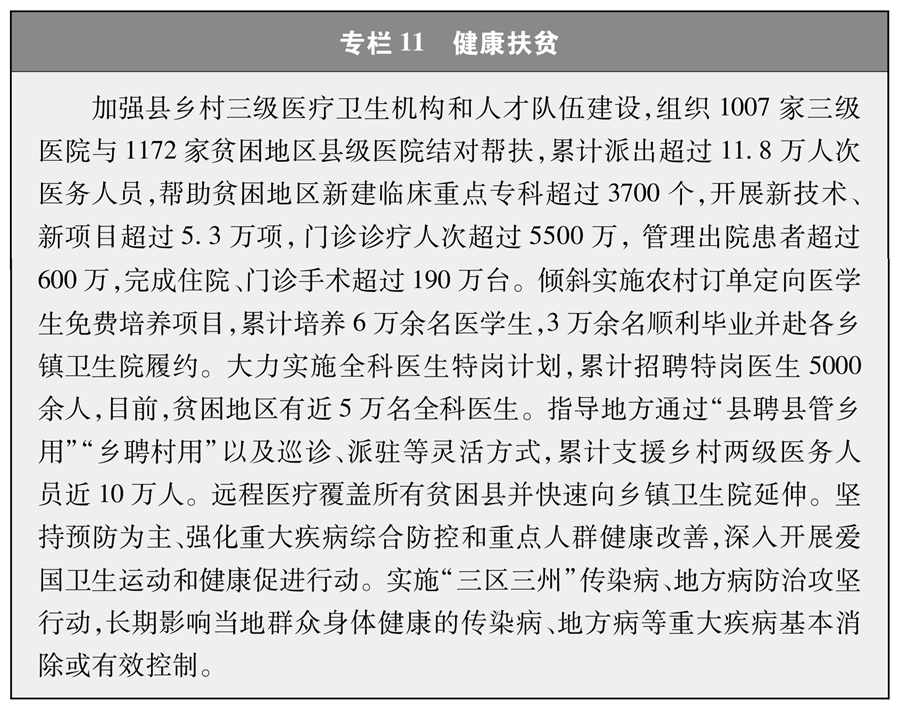 专栏 11 健康扶贫
加强县乡村三级医疗卫生机构和人才队伍建设,组织 1007 家三级
医院与 1172 家贫困地区县级医院结对帮扶,累计派出超过 11.8 万人次
医务人员,帮助贫困地区新建临床重点专科超过 3700 个,开展新技术、
新项目超过 5.3 万项,门诊诊疗人次超过 5500 万,管理出院患者超过
600 万,完成住院、门诊手术超过 190 万台。倾斜实施农村订单定向医学
生免费培养项目,累计培养 6 万余名医学生,3 万余名顺利毕业并赴各乡
镇卫生院履约。大力实施全科医生特岗计划,累计招聘特岗医生 5000
余人,目前,贫困地区有近 5 万名全科医生。指导地方通过“县聘县管乡
用”“乡聘村用”以及巡诊、派驻等灵活方式,累计支援乡村两级医务人
员近 10 万人。远程医疗覆盖所有贫困县并快速向乡镇卫生院延伸。坚
持预防为主、强化重大疾病综合防控和重点人群健康改善,深入开展爱
国卫生运动和健康促进行动。实施“三区三州”传染病、地方病防治攻坚
行动,长期影响当地群众身体健康的传染病、地方病等重大疾病基本消
除或有效控制。